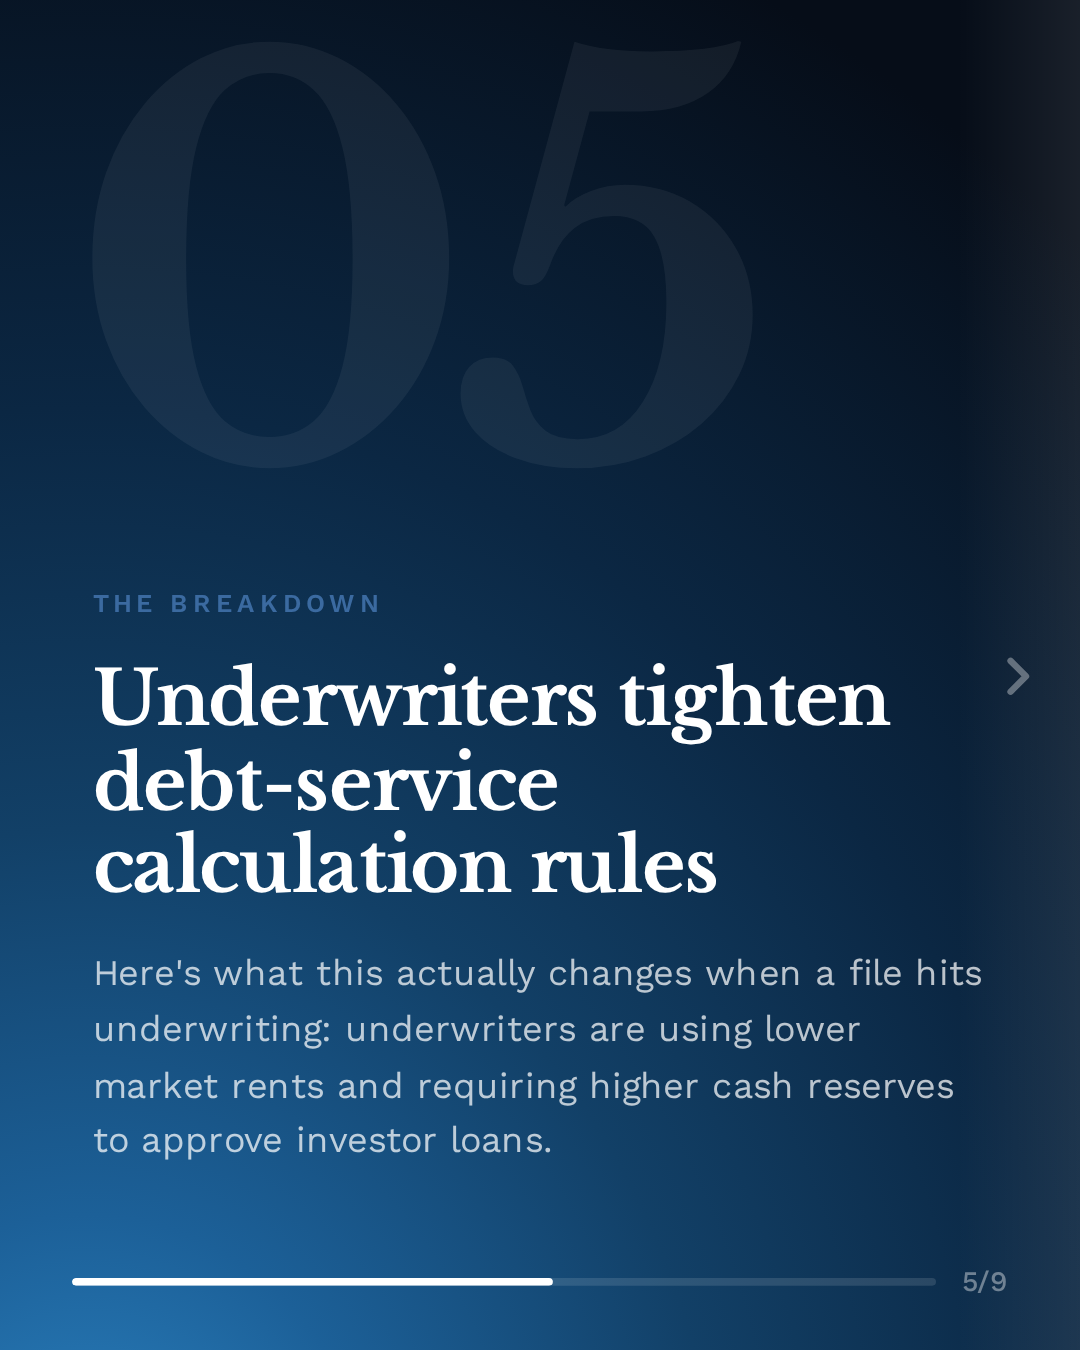 05
THE BREAKDOWN
Underwriters tighten
debt-service
calculation rules
Here's what this actually changes when a file hits
underwriting: underwriters are using lower
market rents and requiring higher cash reserves
to approve investor loans.
5/9